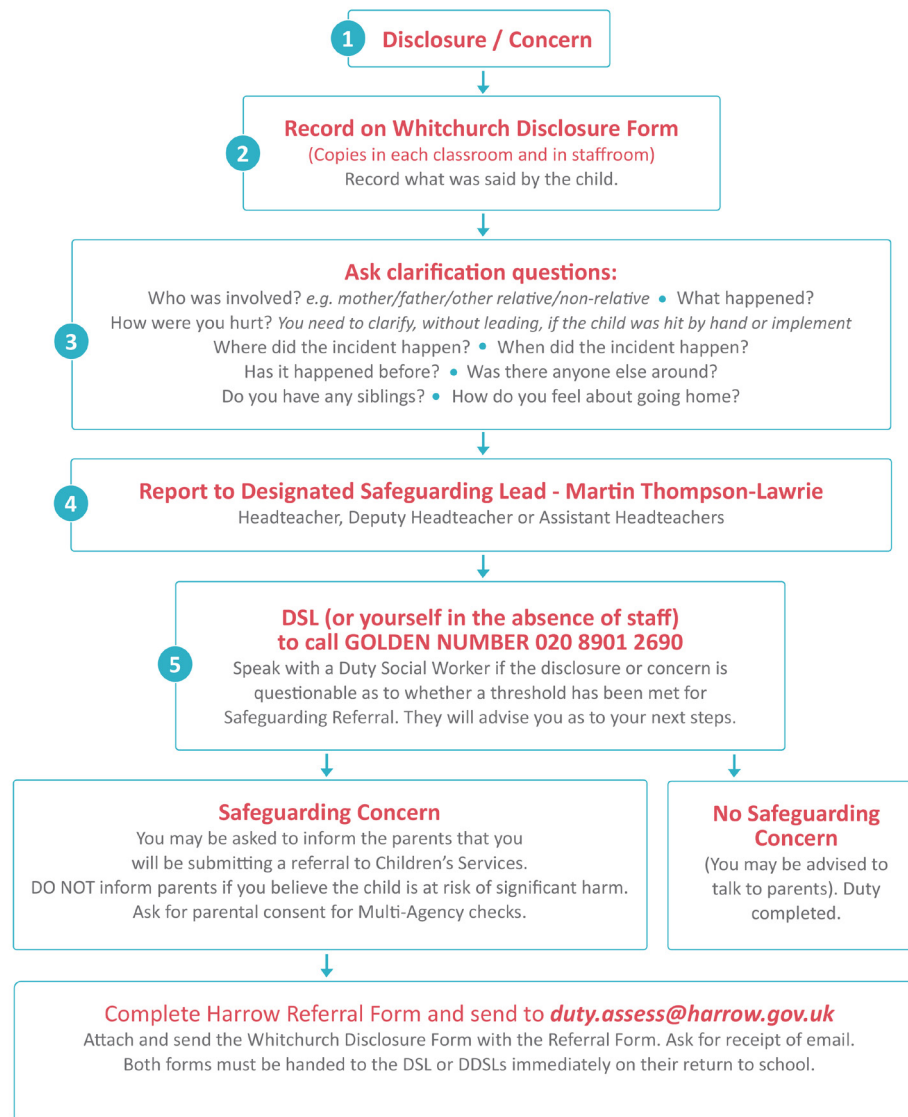 1 Disclosure / Concern
2
Record on Whitchurch Disclosure Form
(Copies in each classroom and in staffroom)
Record what was said by the child.
3
Ask clarification questions:
Who was involved? e.g. mother/father/other relative/non-relative • What happened?
How were you hurt? You need to clarify, without leading, if the child was hit by hand or implement
Where did the incident happen? • When did the incident happen?
Has it happened before? • Was there anyone else around?
Do you have any siblings? • How do you feel about going home?
4
Report to Designated Safeguarding Lead - Martin Thompson-Lawrie
Headteacher, Deputy Headteacher or Assistant Headteachers
5
DSL (or yourself in the absence of staff)
to call GOLDEN NUMBER 020 8901 2690
Speak with a Duty Social Worker if the disclosure or concern is
questionable as to whether a threshold has been met for
Safeguarding Referral. They will advise you as to your next steps.
Safeguarding Concern
You may be asked to inform the parents that you
will be submitting a referral to Children's Services.
DO NOT inform parents if you believe the child is at risk of significant harm.
Ask for parental consent for Multi-Agency checks.
No Safeguarding
Concern
(You may be advised to
talk to parents). Duty
completed.
Complete Harrow Referral Form and send to duty.assess@harrow.gov.uk
Attach and send the Whitchurch Disclosure Form with the Referral Form. Ask for receipt of email.
Both forms must be handed to the DSL or DDSLs immediately on their return to school.